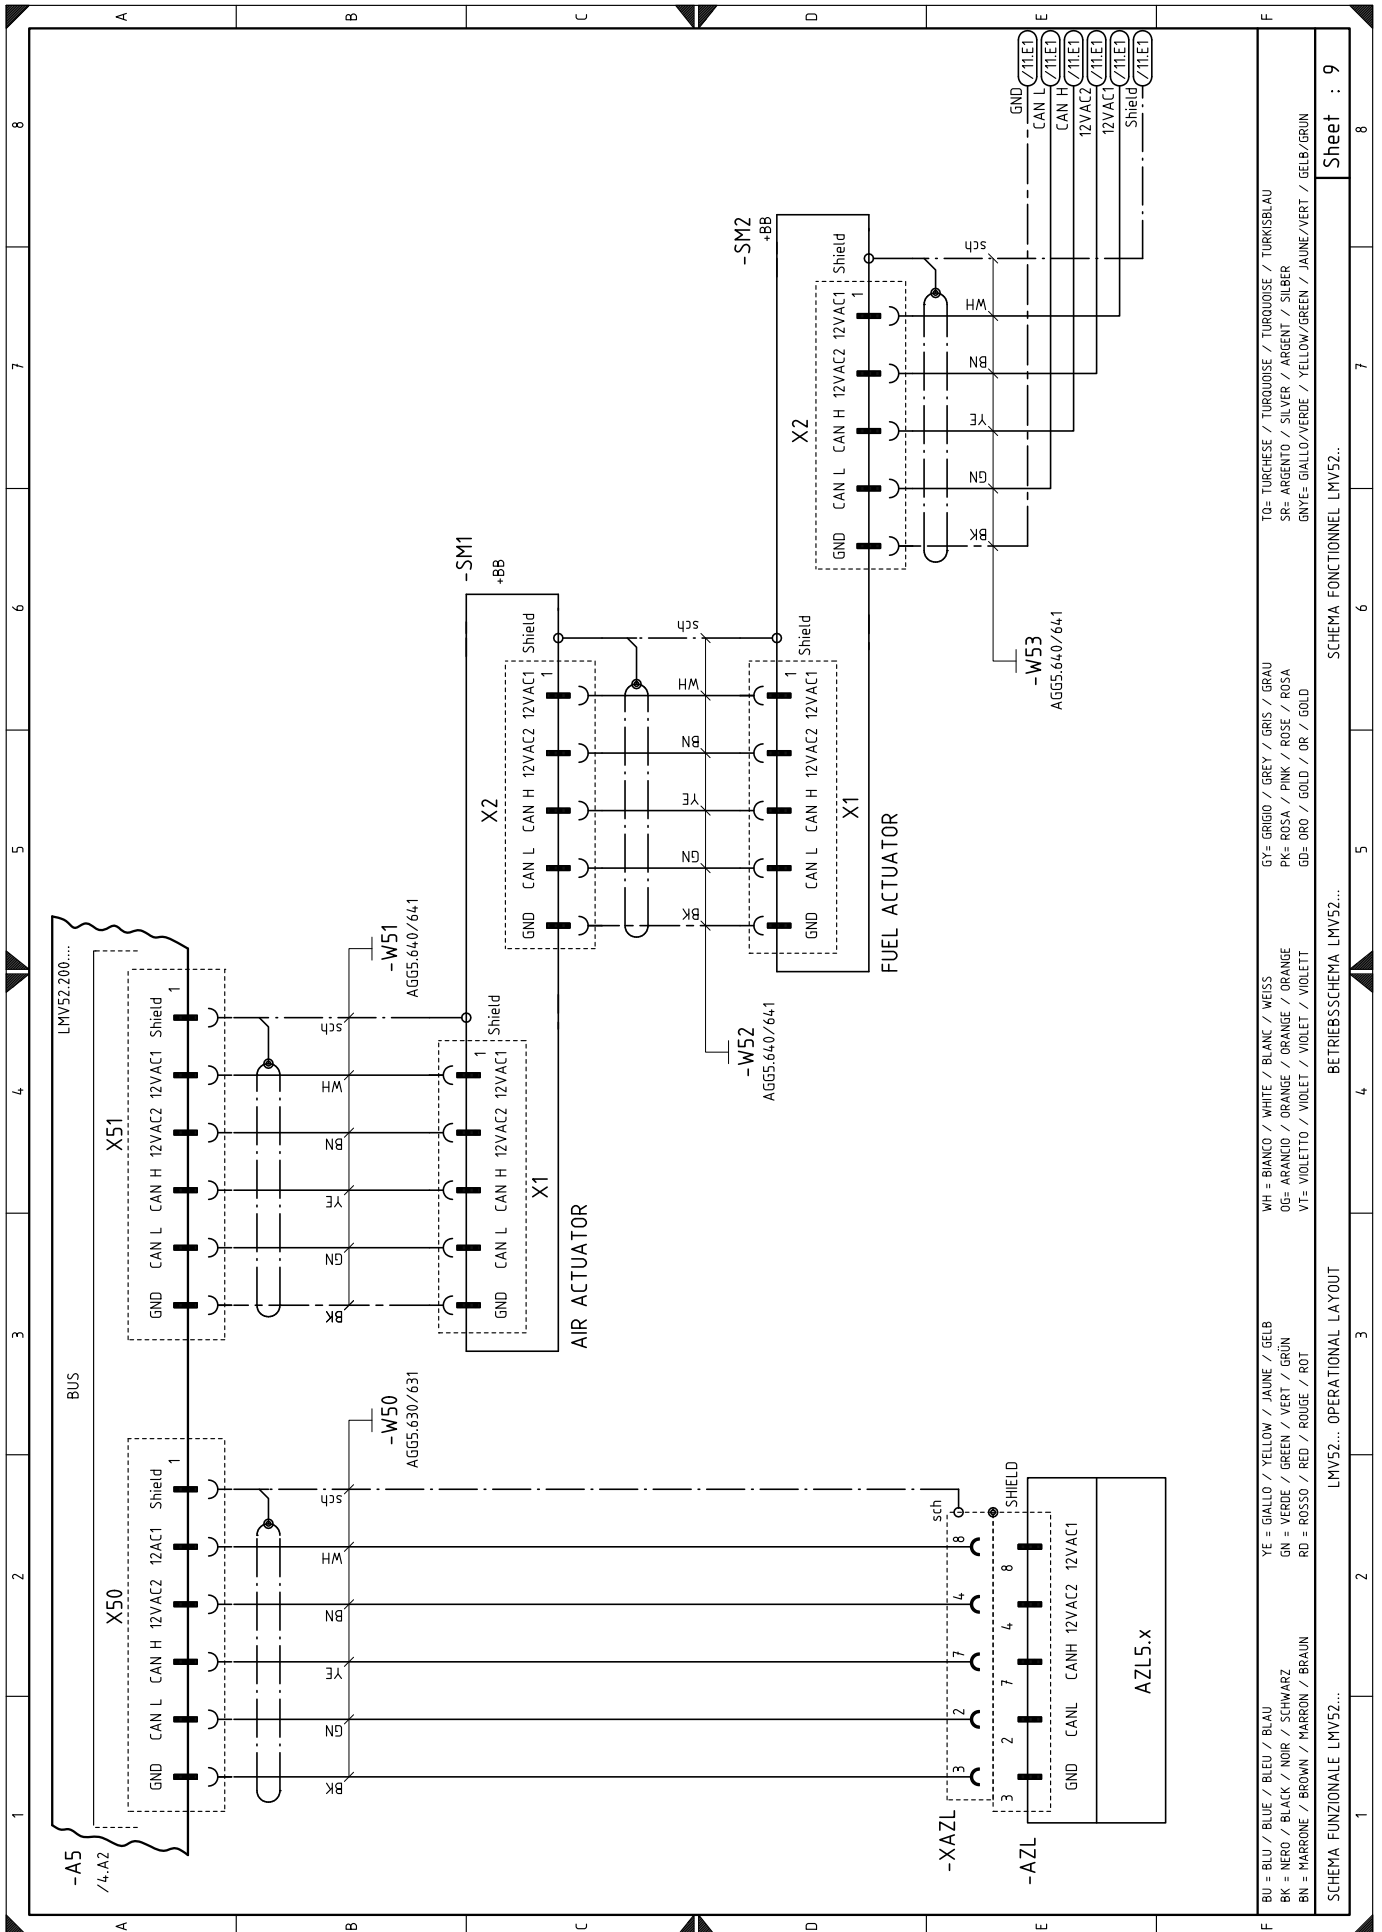 1 2 3 4 5 6 7 8
A
B
C
D
E
F
-A5
/4.A2
BUS
LMV52.200....
X50
GND CAN L CAN H 12VAC2 12AC1 Shield
1
X51
GND CAN L CAN H 12VAC2 12VAC1 Shield
1
BK GN YE BN WH sch
-W50
AGG5.630/631
BK GN YE BN WH sch
-W51
AGG5.640/641
Shield
1
GND CAN L CAN H 12VAC2 12VAC1
X1
AIR ACTUATOR
-SM1
+BB
Shield
1
X2
GND CAN L CAN H 12VAC2 12VAC1
BK GN YE BN WH sch
-W52
AGG5.640/641
Shield
1
GND CAN L CAN H 12VAC2 12VAC1
X1
FUEL ACTUATOR
-SM2
+BB
Shield
1
X2
GND CAN L CAN H 12VAC2 12VAC1
BK GN YE BN WH sch
-W53
AGG5.640/641
GND /11.E1
CAN L /11.E1
CAN H /11.E1
12VAC2 /11.E1
12VAC1 /11.E1
Shield /11.E1
-XAZL
3 2 7 4 8
sch
SHIELD
-AZL
3 2 7 4 8
GND CANL CANH 12VAC2 12VAC1
AZL5.x
BU = BLU / BLUE / BLEU / BLAU
BK = NERO / BLACK / NOIR / SCHWARZ
BN = MARRONE / BROWN / MARRON / BRAUN
YE = GIALLO / YELLOW / JAUNE / GELB
GN = VERDE / GREEN / VERT / GRÜN
RD = ROSSO / RED / ROUGE / ROT
WH = BIANCO / WHITE / BLANC / WEISS
OG= ARANCIO / ORANGE / ORANGE / ORANGE
VT= VIOLETTO / VIOLET / VIOLET / VIOLETT
GY= GRIGIO / GREY / GRIS / GRAU
PK= ROSA / PINK / ROSE / ROSA
GD= ORO / GOLD / OR / GOLD
TQ= TURCHESE / TURQUOISE / TURQUOISE / TURKISBLAU
SR= ARGENTO / SILVER / ARGENT / SILBER
GNYE= GIALLO/VERDE / YELLOW/GREEN / JAUNE/VERT / GELB/GRUN
SCHEMA FUNZIONALE LMV52... LMV52... OPERATIONAL LAYOUT BETRIEBSSCHEMA LMV52... SCHEMA FONCTIONNEL LMV52.. Sheet : 9
1 2 3 4 5 6 7 8
A
B
C
D
E
F